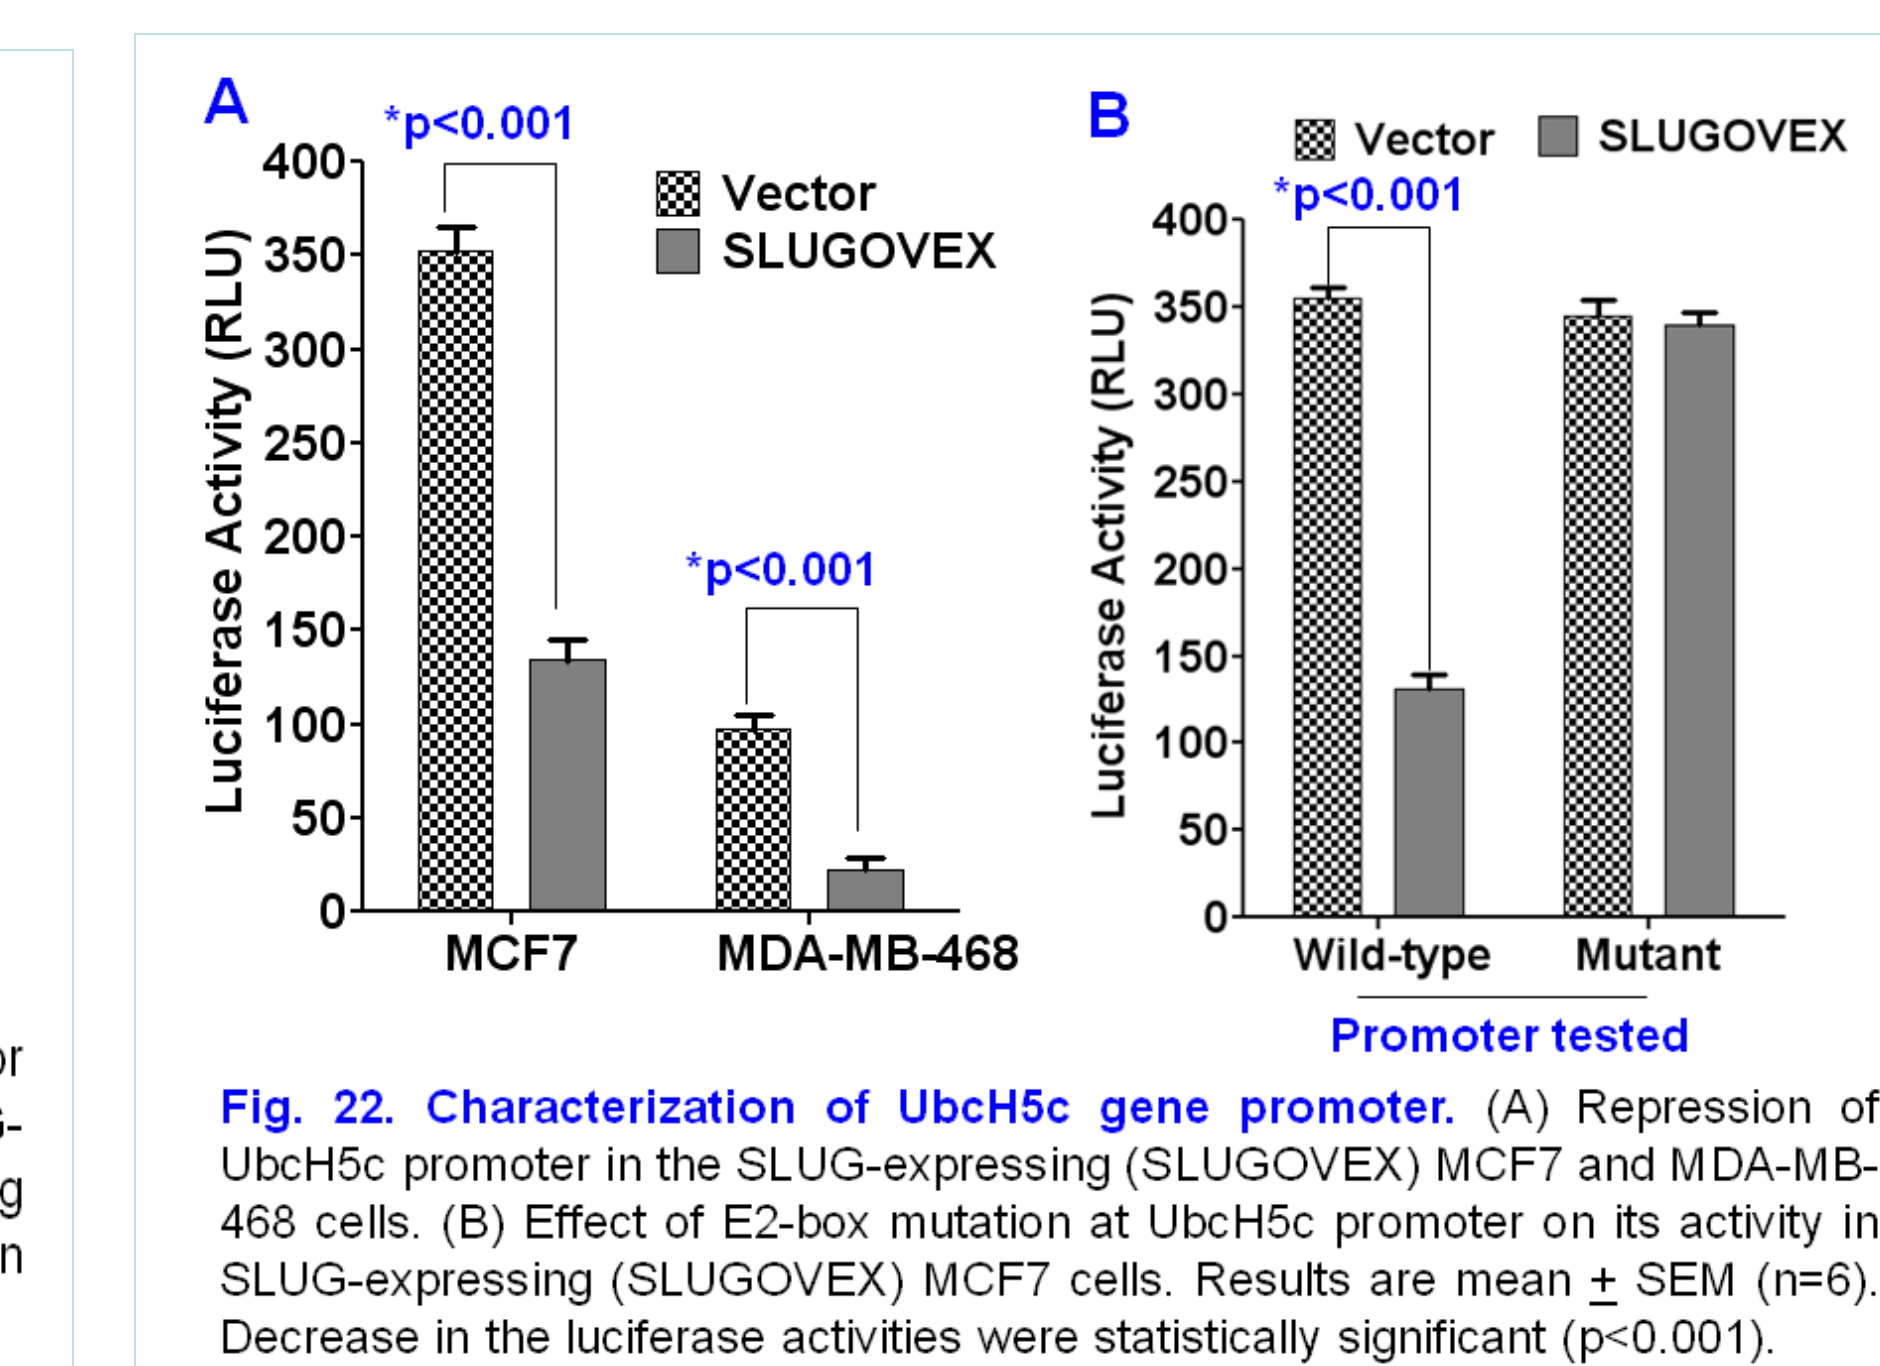 A
*p<0.001
400
350
300
250
200
150
100
50
0
Luciferase Activity (RLU)
Vector
SLUGOVEX
*p<0.001
MCF7
MDA-MB-468
B
Vector
SLUGOVEX
*p<0.001
400
350
300
250
200
150
100
50
0
Luciferase Activity (RLU)
Wild-type
Mutant
Promoter tested
Fig. 22. Characterization of UbcH5c gene promoter. (A) Repression of
UbcH5c promoter in the SLUG-expressing (SLUGOVEX) MCF7 and MDA-MB-
468 cells. (B) Effect of E2-box mutation at UbcH5c promoter on its activity in
SLUG-expressing (SLUGOVEX) MCF7 cells. Results are mean ± SEM (n=6).
Decrease in the luciferase activities were statistically significant (p<0.001).